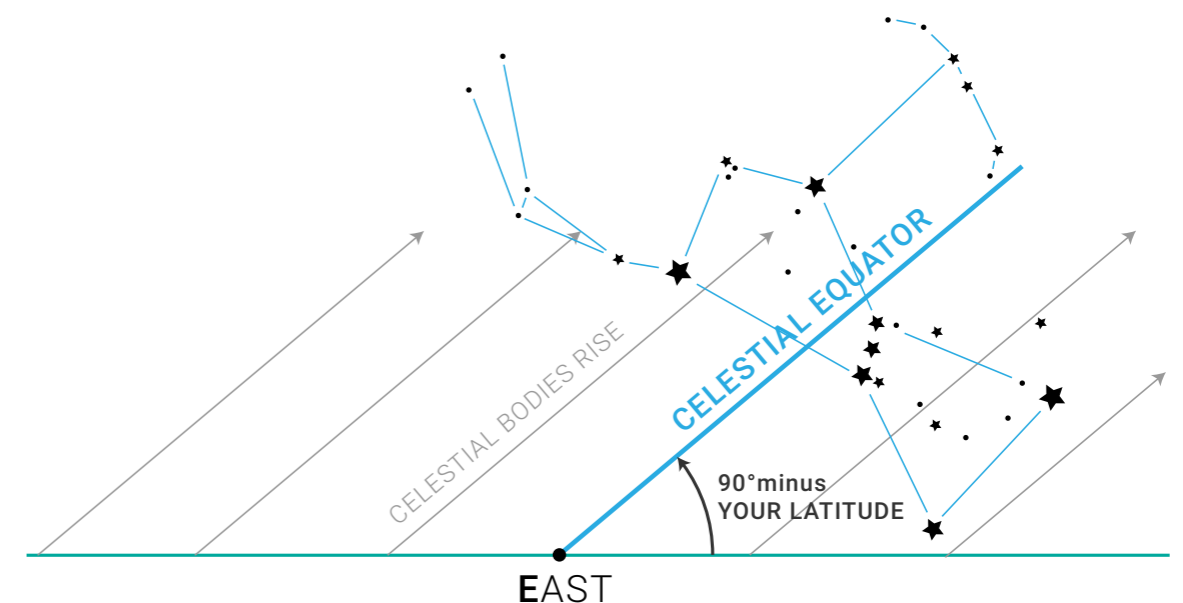 CELESTIAL EQUATOR
CELESTIAL BODIES RISE
90°minus
YOUR LATITUDE
EAST